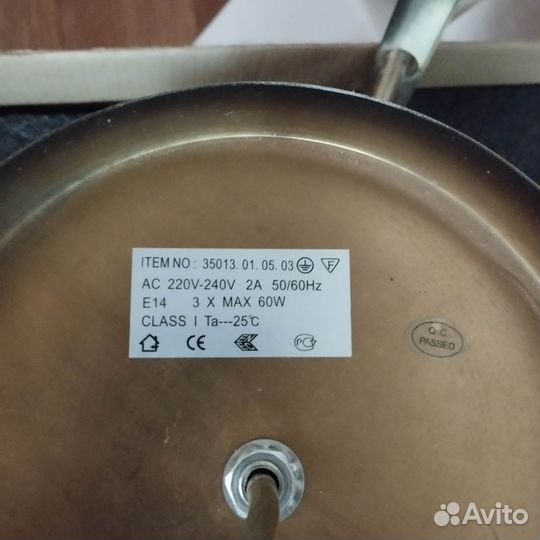 ITEM NO : 35013. 01. 05. 03 F
AC 220V-240V 2A 50/60Hz
E14 3 X MAX 60W
CLASS I Ta---25℃
CE PC
Q.C.
PASSED
Avito